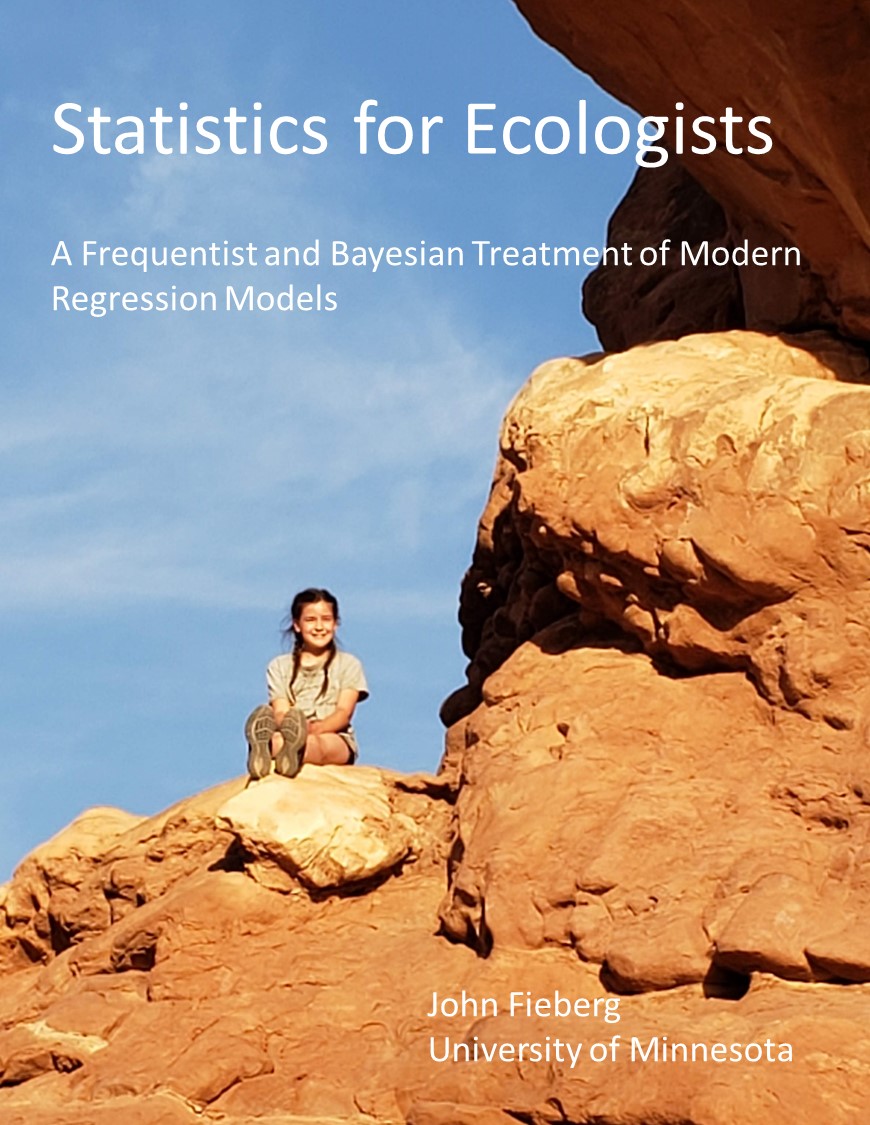 Statistics for Ecologists
A Frequentist and Bayesian Treatment of Modern
Regression Models
John Fieberg
University of Minnesota